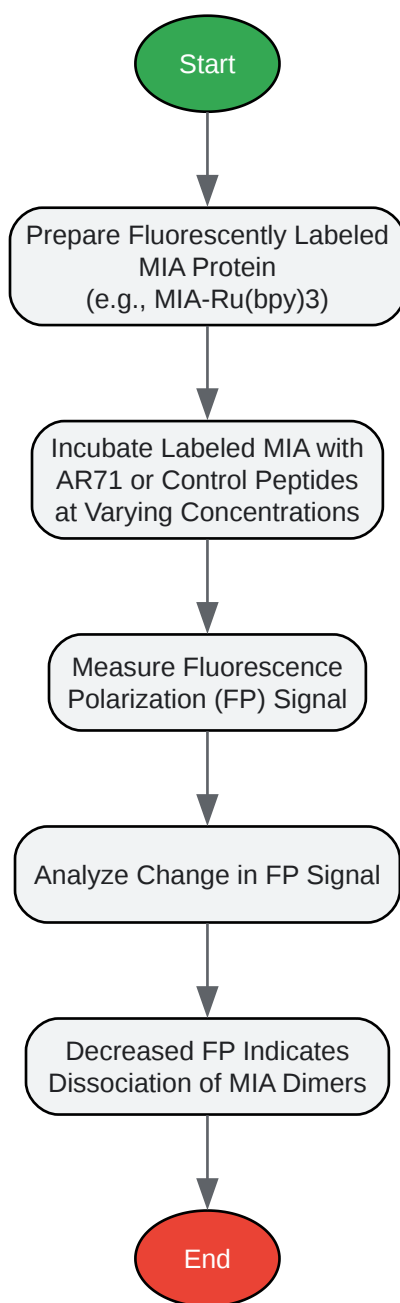 Start
Prepare Fluorescently Labeled
MIA Protein
(e.g., MIA-Ru(bpy)3)
Incubate Labeled MIA with
AR71 or Control Peptides
at Varying Concentrations
Measure Fluorescence
Polarization (FP) Signal
Analyze Change in FP Signal
Decreased FP Indicates
Dissociation of MIA Dimers
End